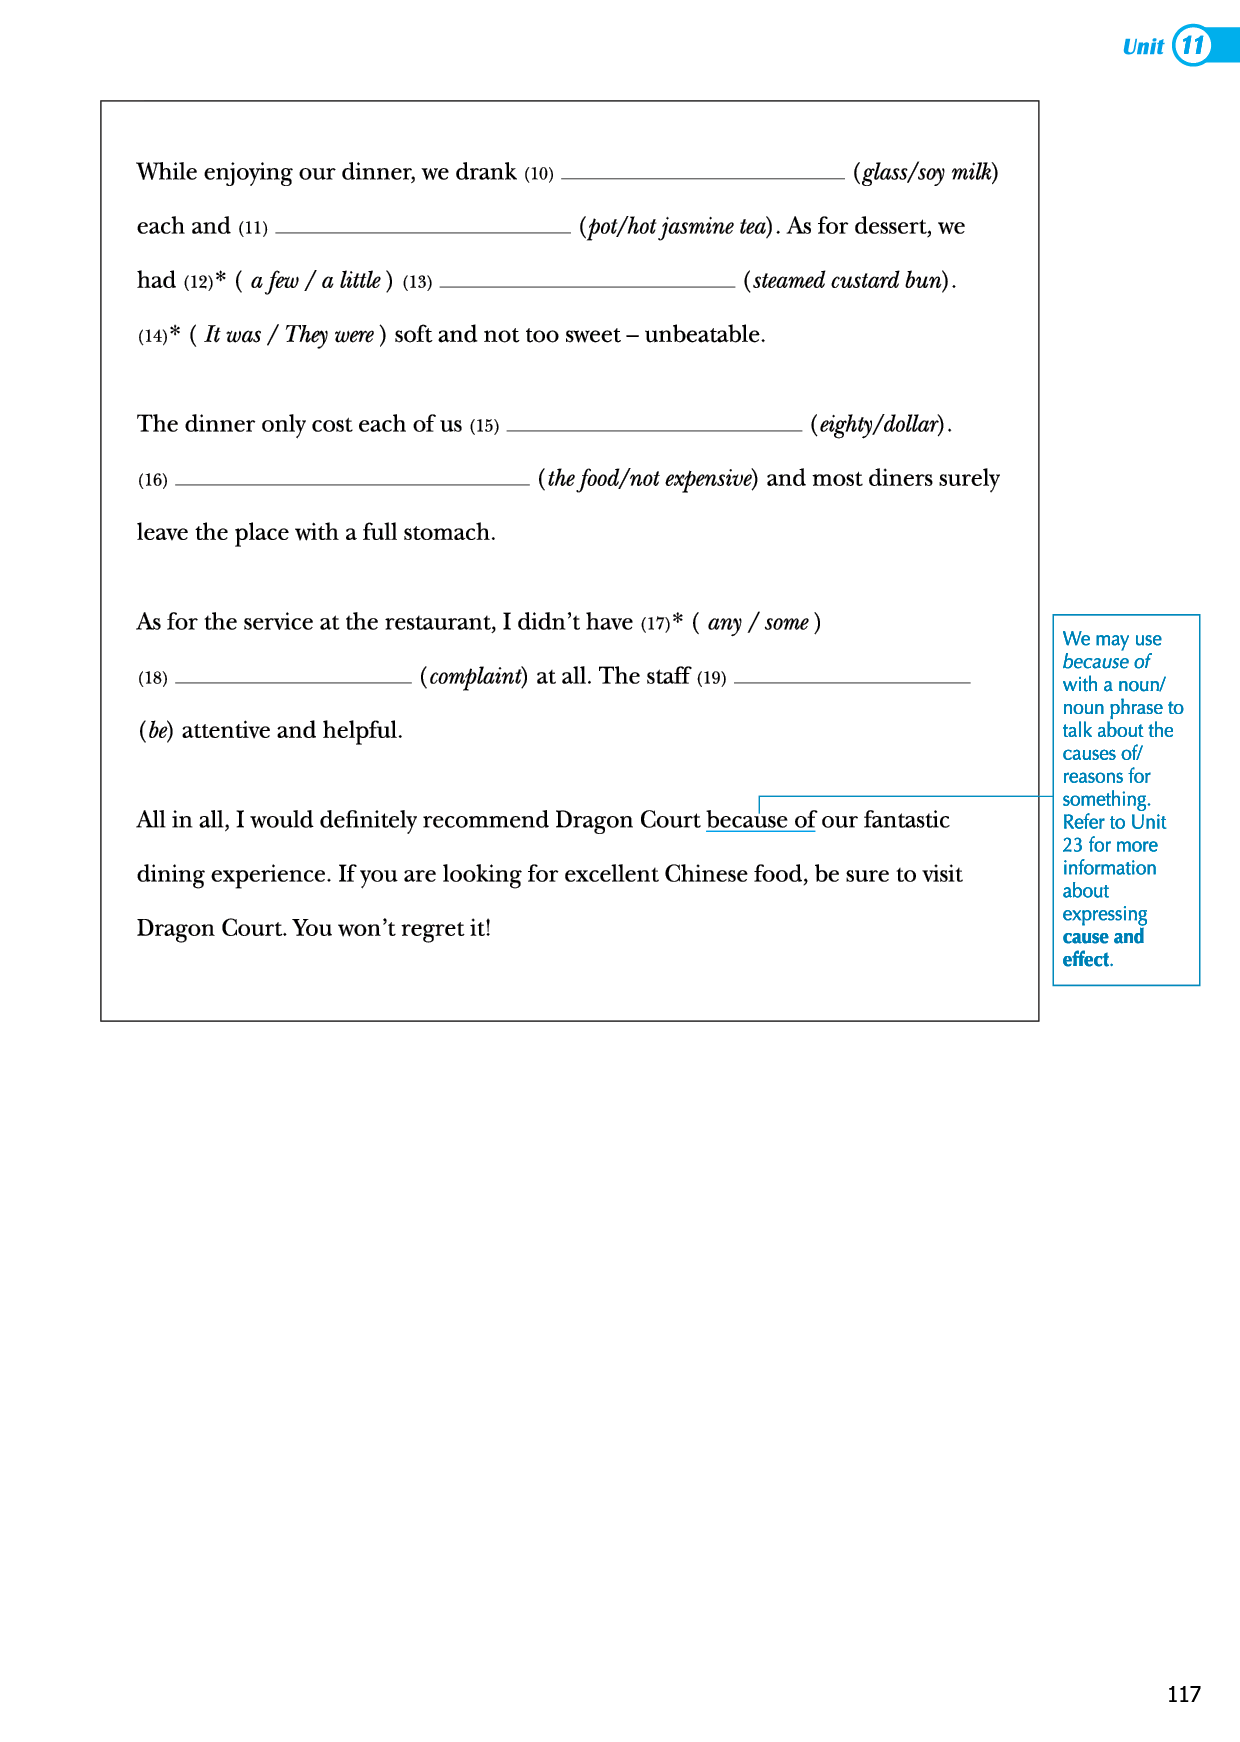 Unit 11
While enjoying our dinner, we drank (10) ____________________ (glass/soy milk)
each and (11) ____________________ (pot/hot jasmine tea). As for dessert, we
had (12)* ( a few / a little ) (13) ____________________ (steamed custard bun).
(14)* ( It was / They were ) soft and not too sweet – unbeatable.
The dinner only cost each of us (15) ____________________ (eighty/dollar).
(16) ____________________ (the food/not expensive) and most diners surely
leave the place with a full stomach.
As for the service at the restaurant, I didn’t have (17)* ( any / some )
(18) ____________________ (complaint) at all. The staff (19) ____________________
(be) attentive and helpful.
All in all, I would definitely recommend Dragon Court because of our fantastic
dining experience. If you are looking for excellent Chinese food, be sure to visit
Dragon Court. You won’t regret it!
We may use
because of
with a noun/
noun phrase to
talk about the
causes of/
reasons for
something.
Refer to Unit
23 for more
information
about
expressing
cause and
effect.
117